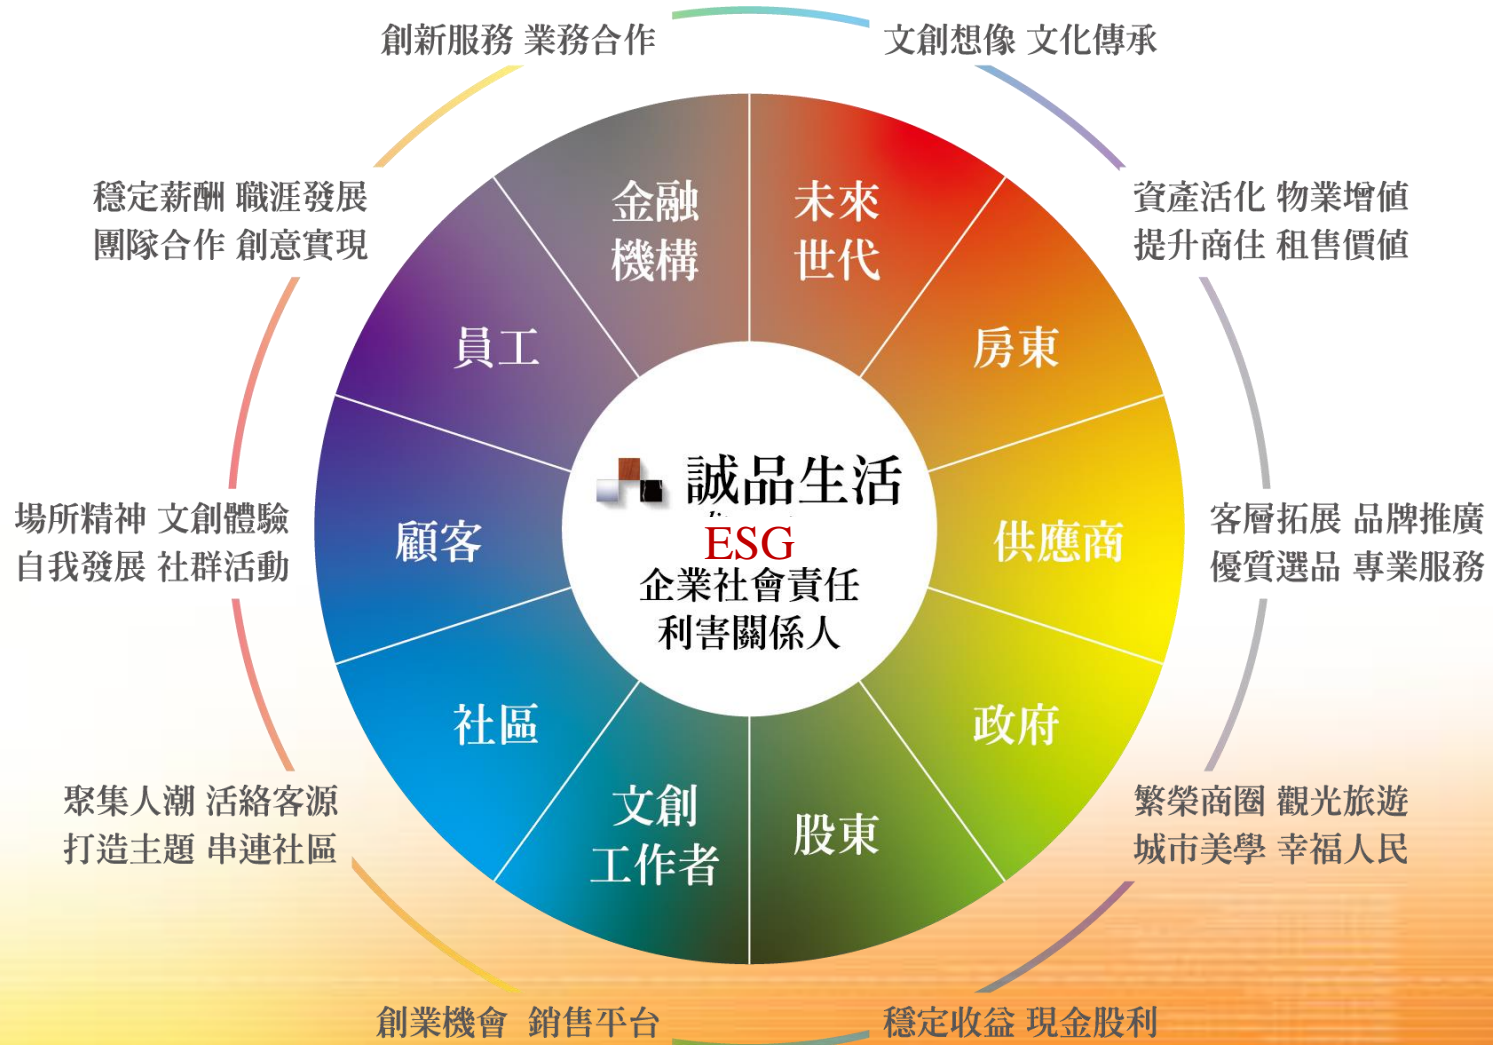 創新服務 業務合作
文創想像 文化傳承
穩定薪酬 職涯發展
團隊合作 創意實現
資產活化 物業增值
提升商住 租售價值
金融
機構
未來
世代
員工
房東
誠品生活
ESG
企業社會責任
利害關係人
顧客
供應商
場所精神 文創體驗
自我發展 社群活動
客層拓展 品牌推廣
優質選品 專業服務
社區
政府
文創
工作者
股東
聚集人潮 活絡客源
打造主題 串連社區
繁榮商圈 觀光旅遊
城市美學 幸福人民
創業機會 銷售平台
穩定收益 現金股利